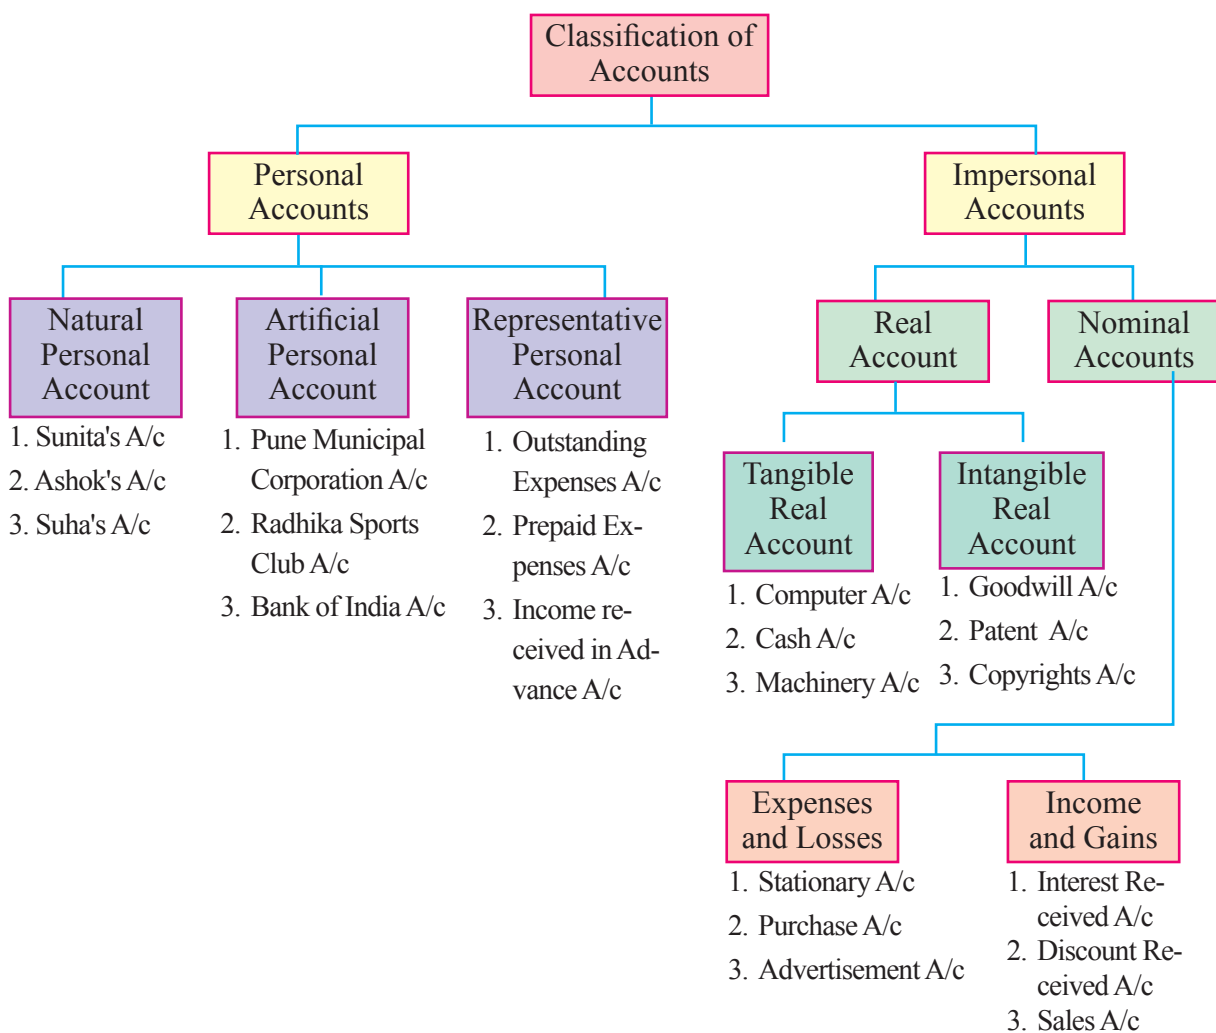 Classification of
Accounts
Personal
Accounts
Impersonal
Accounts
Natural
Personal
Account
1. Sunita's A/c
2. Ashok's A/c
3. Suha's A/c
Artificial
Personal
Account
1. Pune Municipal
Corporation A/c
2. Radhika Sports
Club A/c
3. Bank of India A/c
Representative
Personal
Account
1. Outstanding
Expenses A/c
2. Prepaid Ex-
penses A/c
3. Income re-
ceived in Ad-
vance A/c
Real
Account
Nominal
Accounts
Tangible
Real
Account
1. Computer A/c
2. Cash A/c
3. Machinery A/c
Intangible
Real
Account
1. Goodwill A/c
2. Patent A/c
3. Copyrights A/c
Expenses
and Losses
1. Stationary A/c
2. Purchase A/c
3. Advertisement A/c
Income
and Gains
1. Interest Re-
ceived A/c
2. Discount Re-
ceived A/c
3. Sales A/c